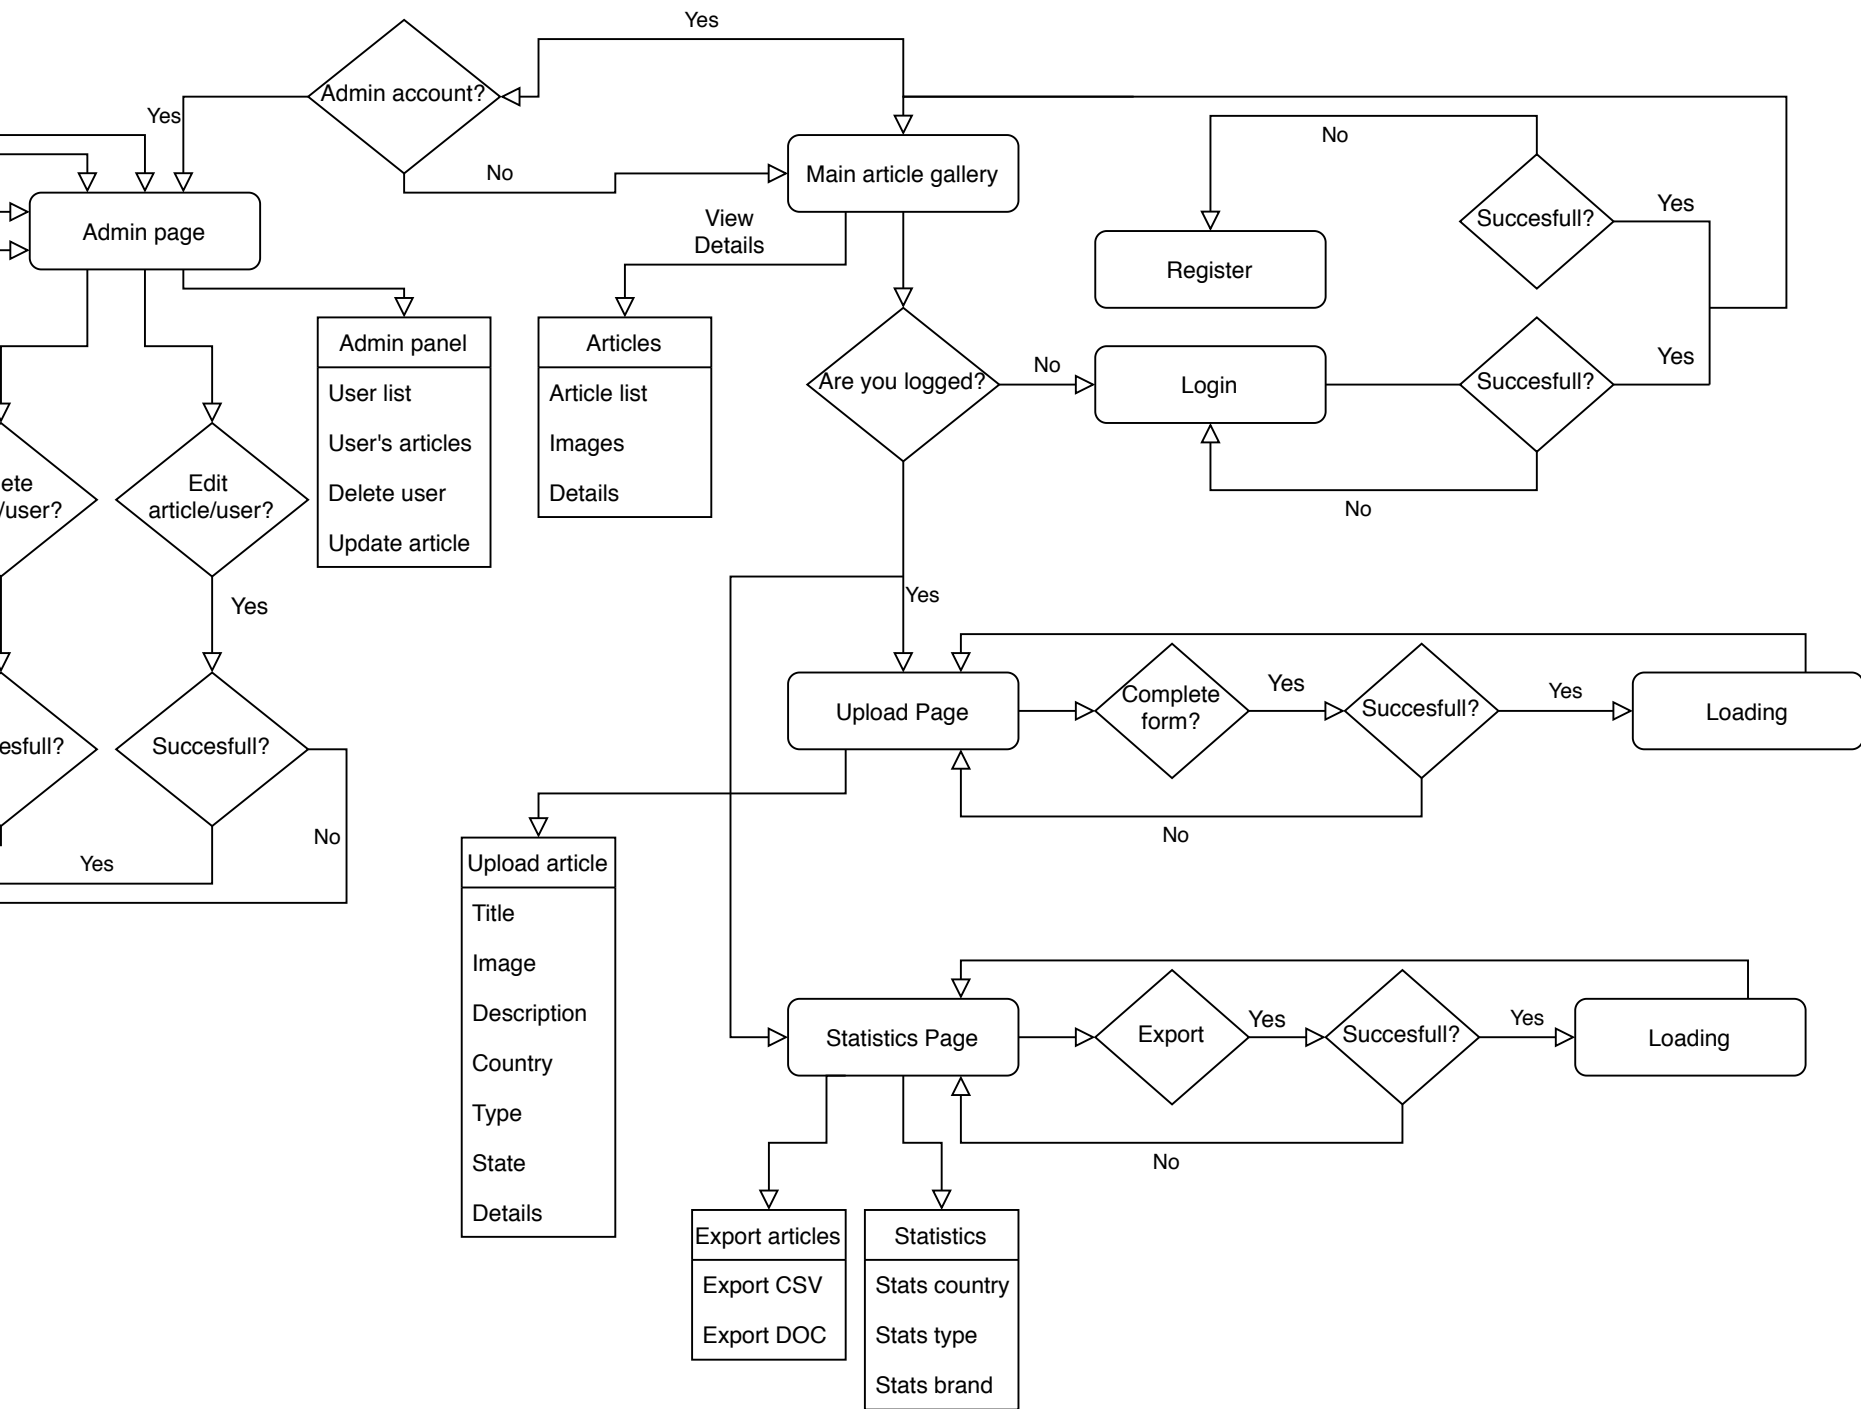 Yes
Admin account?
Yes
No
Main article gallery
No
Succesfull?
Yes
Admin page
View
Details
Register
Admin panel
User list
User's articles
Delete user
Update article
Articles
Article list
Images
Details
Are you logged?
No
Login
Succesfull?
Yes
No
ete
/user?
Edit
article/user?
Yes
Yes
Upload Page
Complete
form?
Yes
Succesfull?
Yes
Loading
No
esfull?
Succesfull?
No
Yes
Upload article
Title
Image
Description
Country
Type
State
Details
Statistics Page
Export
Yes
Succesfull?
Yes
Loading
No
Export articles
Export CSV
Export DOC
Statistics
Stats country
Stats type
Stats brand